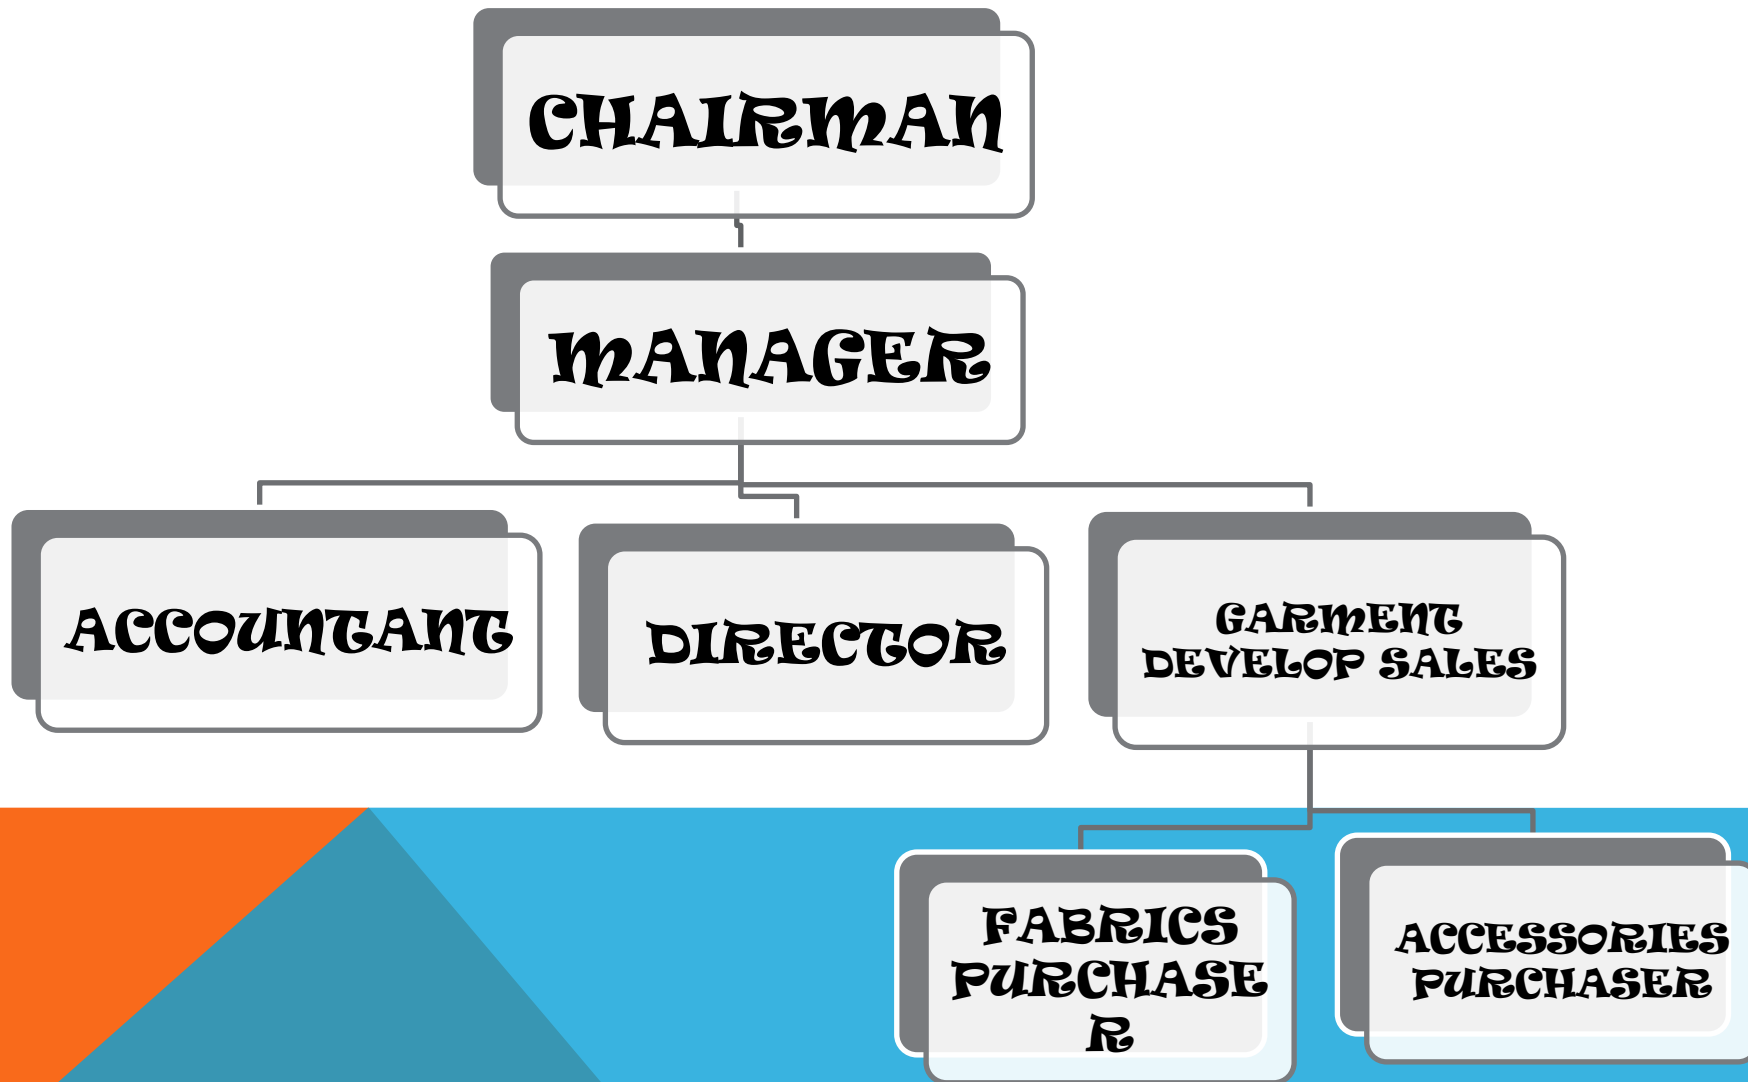 CHAIRMAN
MANAGER
ACCOUNTANT
DIRECTOR
GARMENT
DEVELOP SALES
FABRICS
PURCHASE
R
ACCESSORIES
PURCHASER